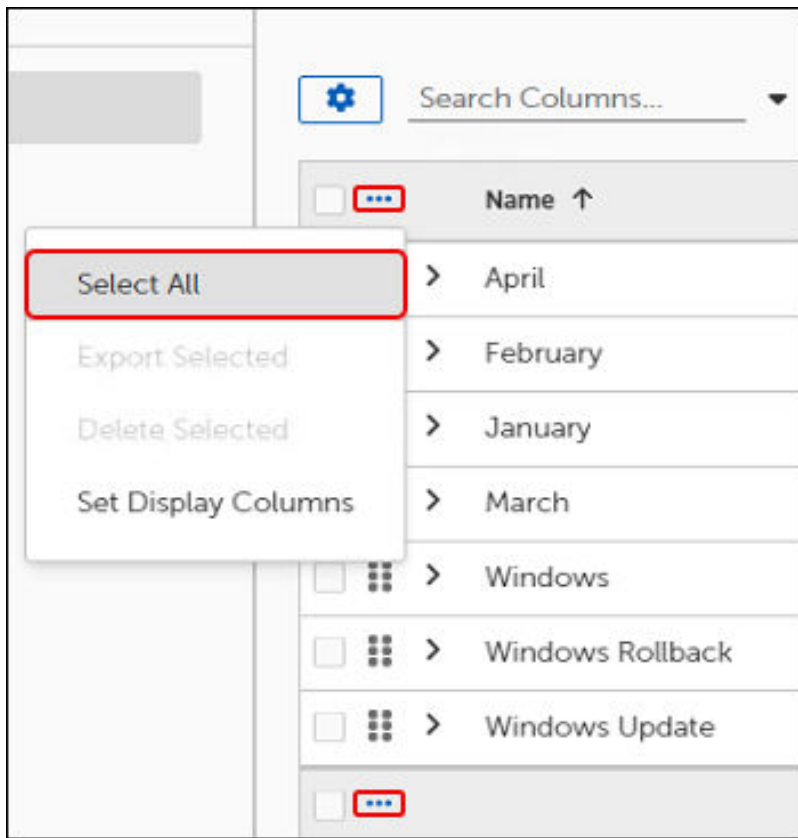 Search Columns...
Name ↑
Select All
Export Selected
Delete Selected
Set Display Columns
April
February
January
March
Windows
Windows Rollback
Windows Update